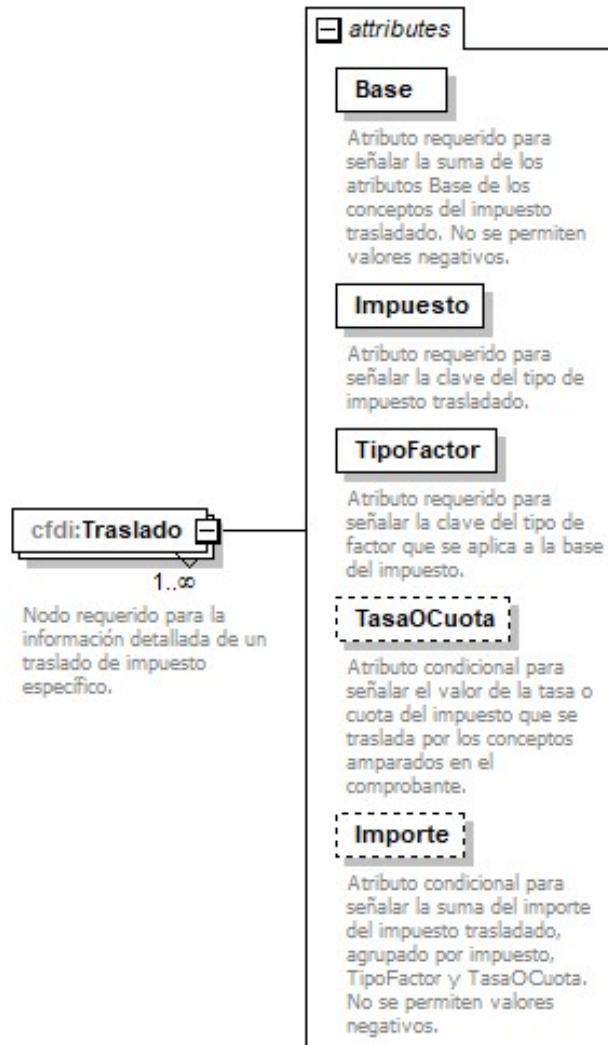 attributes
Base
Atributo requerido para
señalar la suma de los
atributos Base de los
conceptos del impuesto
trasladado. No se permiten
valores negativos.
Impuesto
Atributo requerido para
señalar la clave del tipo de
impuesto trasladado.
TipoFactor
Atributo requerido para
señalar la clave del tipo de
factor que se aplica a la base
del impuesto.
cfdi:Traslado
1..∞
Nodo requerido para la
información detallada de un
traslado de impuesto
específico.
TasaOCuota
Atributo condicional para
señalar el valor de la tasa o
cuota del impuesto que se
traslada por los conceptos
amparados en el
comprobante.
Importe
Atributo condicional para
señalar la suma del importe
del impuesto trasladado,
agrupado por impuesto,
TipoFactor y TasaOCuota.
No se permiten valores
negativos.